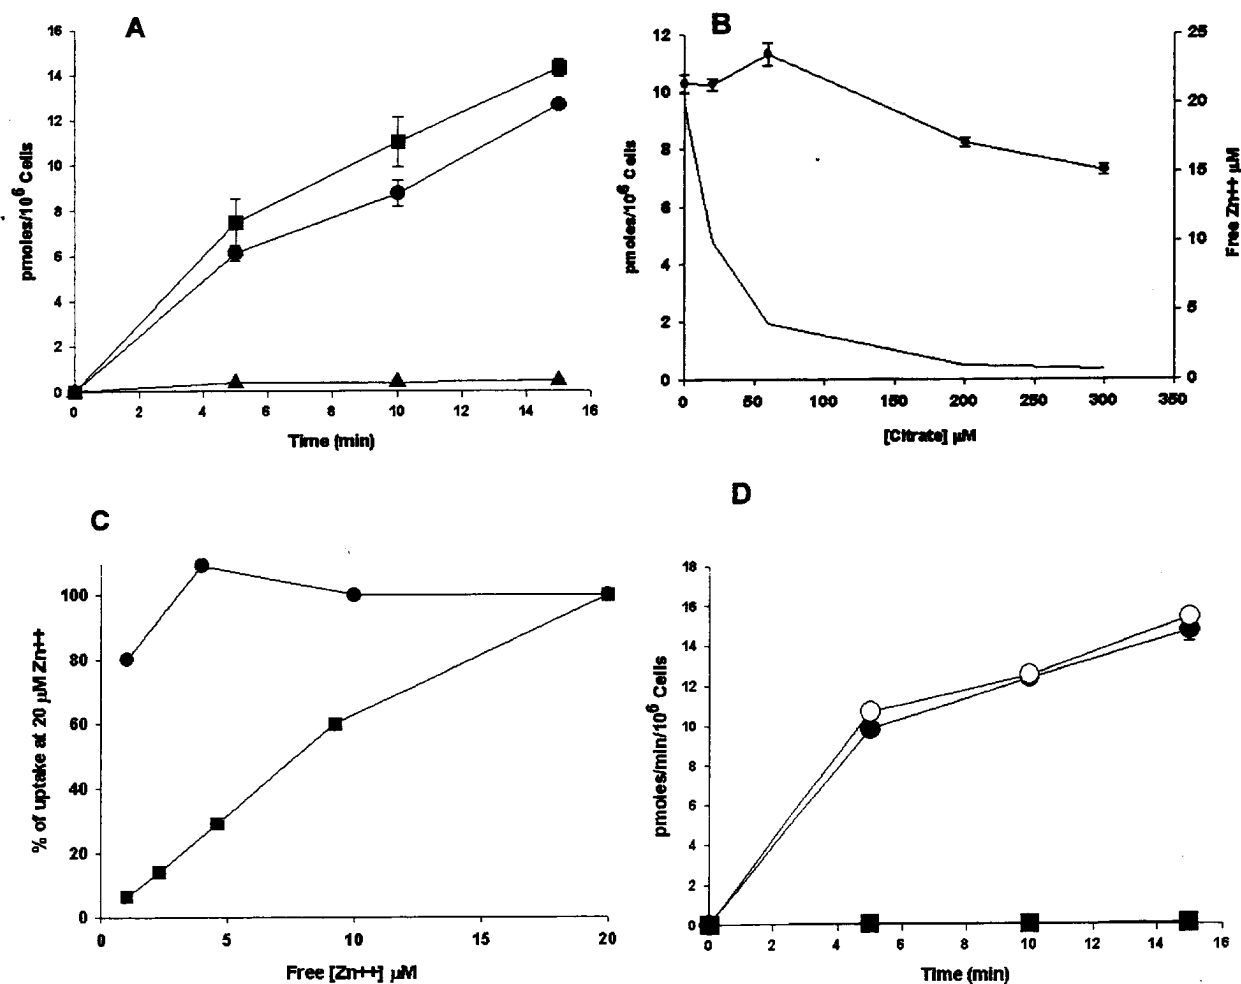 A
16
14
12
10
8
6
4
2
0
pmoles/10⁶ Cells
0 2 4 6 8 10 12 14 16
Time (min)
B
12
10
8
6
4
2
0
pmoles/10⁶ Cells
25
20
15
10
5
0
Free Zn++ µM
0 50 100 150 200 250 300 350
[Citrate] µM
C
100
80
60
40
20
0
% of uptake at 20 µM Zn++
0 5 10 15 20
Free [Zn++] µM
D
18
16
14
12
10
8
6
4
2
0
pmoles/min/10⁶ Cells
0 2 4 6 8 10 12 14 16
Time (min)